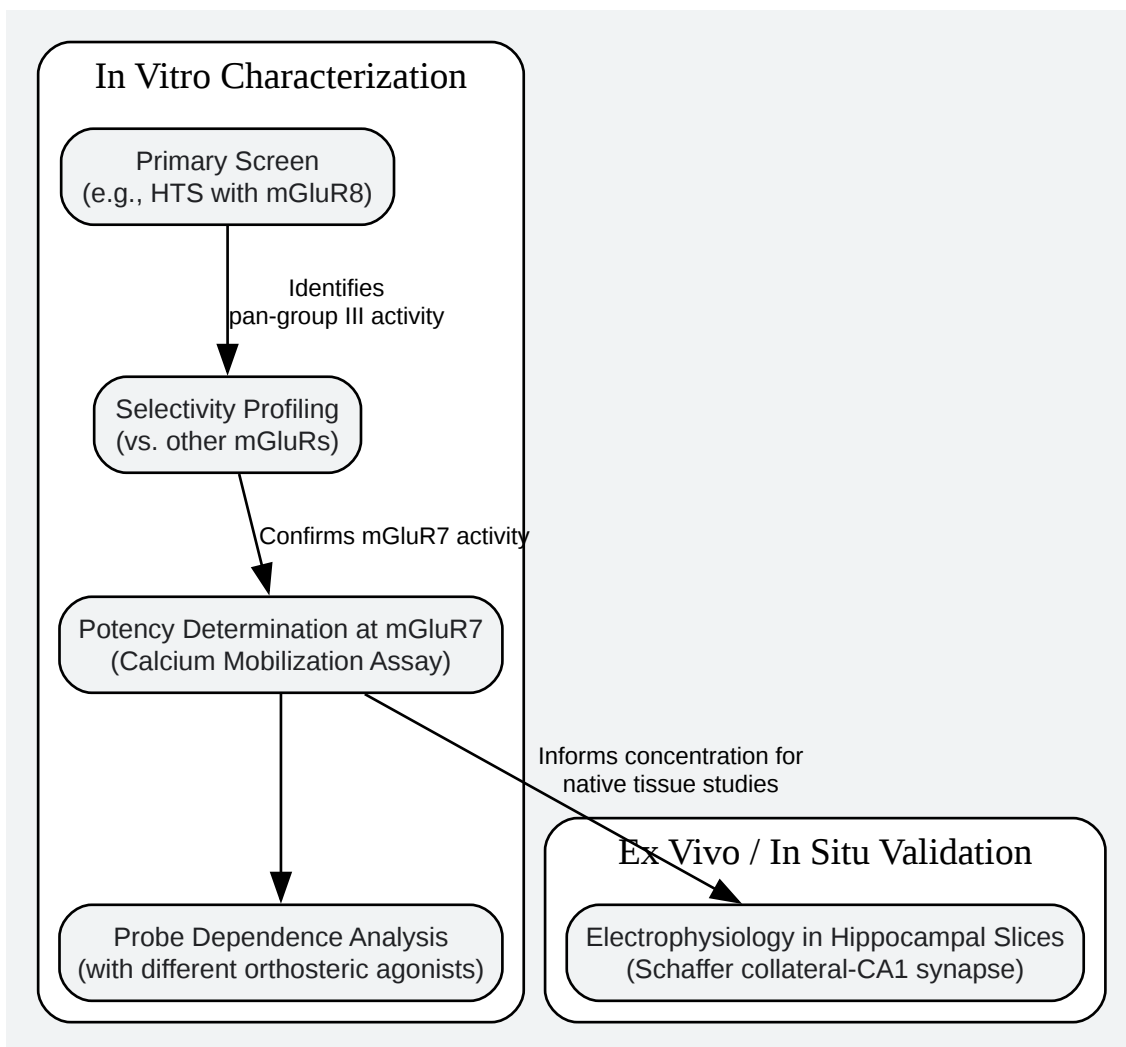 In Vitro Characterization
Primary Screen
(e.g., HTS with mGluR8)
Identifies
pan-group III activity
Selectivity Profiling
(vs. other mGluRs)
Confirms mGluR7 activity
Potency Determination at mGluR7
(Calcium Mobilization Assay)
Informs concentration for
native tissue studies
Probe Dependence Analysis
(with different orthosteric agonists)
Ex Vivo / In Situ Validation
Electrophysiology in Hippocampal Slices
(Schaffer collateral-CA1 synapse)